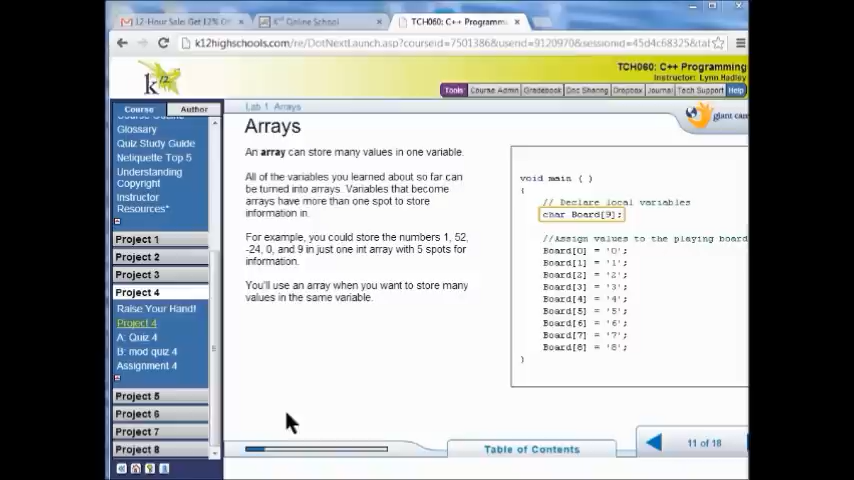 12-Hour Sale: Get 12% O
K¹² Online School
TCH060: C++ Programm
k12highschools.com/re/DotNextLaunch.asp?courseid=7501386&userid=9120970&sessionid=45d4c68325&tal
k12
TCH060: C++ Programming
Instructor: Lynn Hadley
Tools Course Admin Gradebook Doc Sharing Dropbox Journal Tech Support Help
Course Author
Course Outline
Glossary
Quiz Study Guide
Netiquette Top 5
Understanding
Copyright
Instructor
Resources*
Project 1
Project 2
Project 3
Project 4
Raise Your Hand!
Project 4
A: Quiz 4
B: mod quiz 4
Assignment 4
Project 5
Project 6
Project 7
Project 8
Lab 1 Arrays
giant cam
Arrays
An array can store many values in one variable.
All of the variables you learned about so far can
be turned into arrays. Variables that become
arrays have more than one spot to store
information in.
For example, you could store the numbers 1, 52,
-24, 0, and 9 in just one int array with 5 spots for
information.
You'll use an array when you want to store many
values in the same variable.
void main ( )
{
// Declare local variables
char Board[9];
//Assign values to the playing board
Board[0] = '0';
Board[1] = '1';
Board[2] = '2';
Board[3] = '3';
Board[4] = '4';
Board[5] = '5';
Board[6] = '6';
Board[7] = '7';
Board[8] = '8';
}
Table of Contents
11 of 18